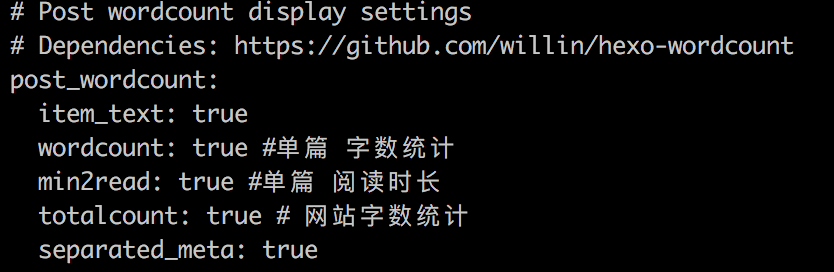 # Post wordcount display settings
# Dependencies: https://github.com/willin/hexo-wordcount
post_wordcount:
  item_text: true
  wordcount: true #单篇 字数统计
  min2read: true #单篇 阅读时长
  totalcount: true # 网站字数统计
  separated_meta: true